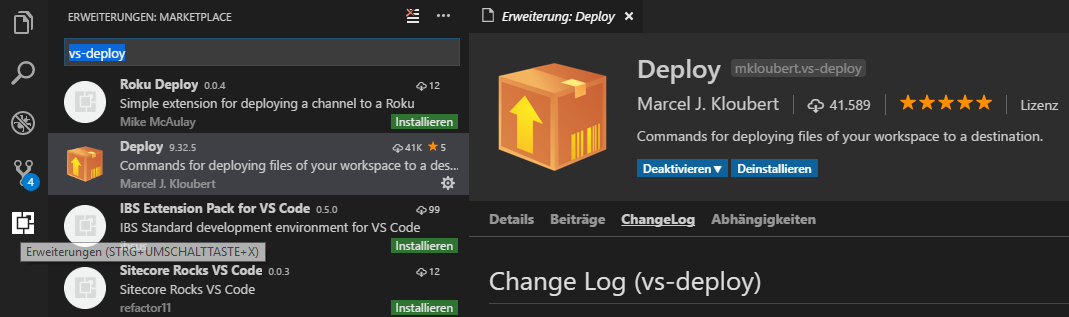 ERWEITERUNGEN: MARKETPLACE
vs-deploy
Roku Deploy 0.0.4 12
Simple extension for deploying a channel to a Roku
Mike McAulay Installieren
Deploy 9.32.5 41K 5
Commands for deploying files of your workspace to a des...
Marcel J. Kloubert
IBS Extension Pack for VS Code 0.5.0 99
IBS Standard development environment for VS Code
Installieren
Erweiterungen (STRG+UMSCHALTTASTE+X)
Sitecore Rocks VS Code 0.0.3 12
Sitecore Rocks VS Code
refactor11 Installieren
4
Erweiterung: Deploy
Deploy mkloubert.vs-deploy
Marcel J. Kloubert 41.589 Lizenz
Commands for deploying files of your workspace to a destination.
Deaktivieren Deinstallieren
Details Beiträge ChangeLog Abhängigkeiten
Change Log (vs-deploy)